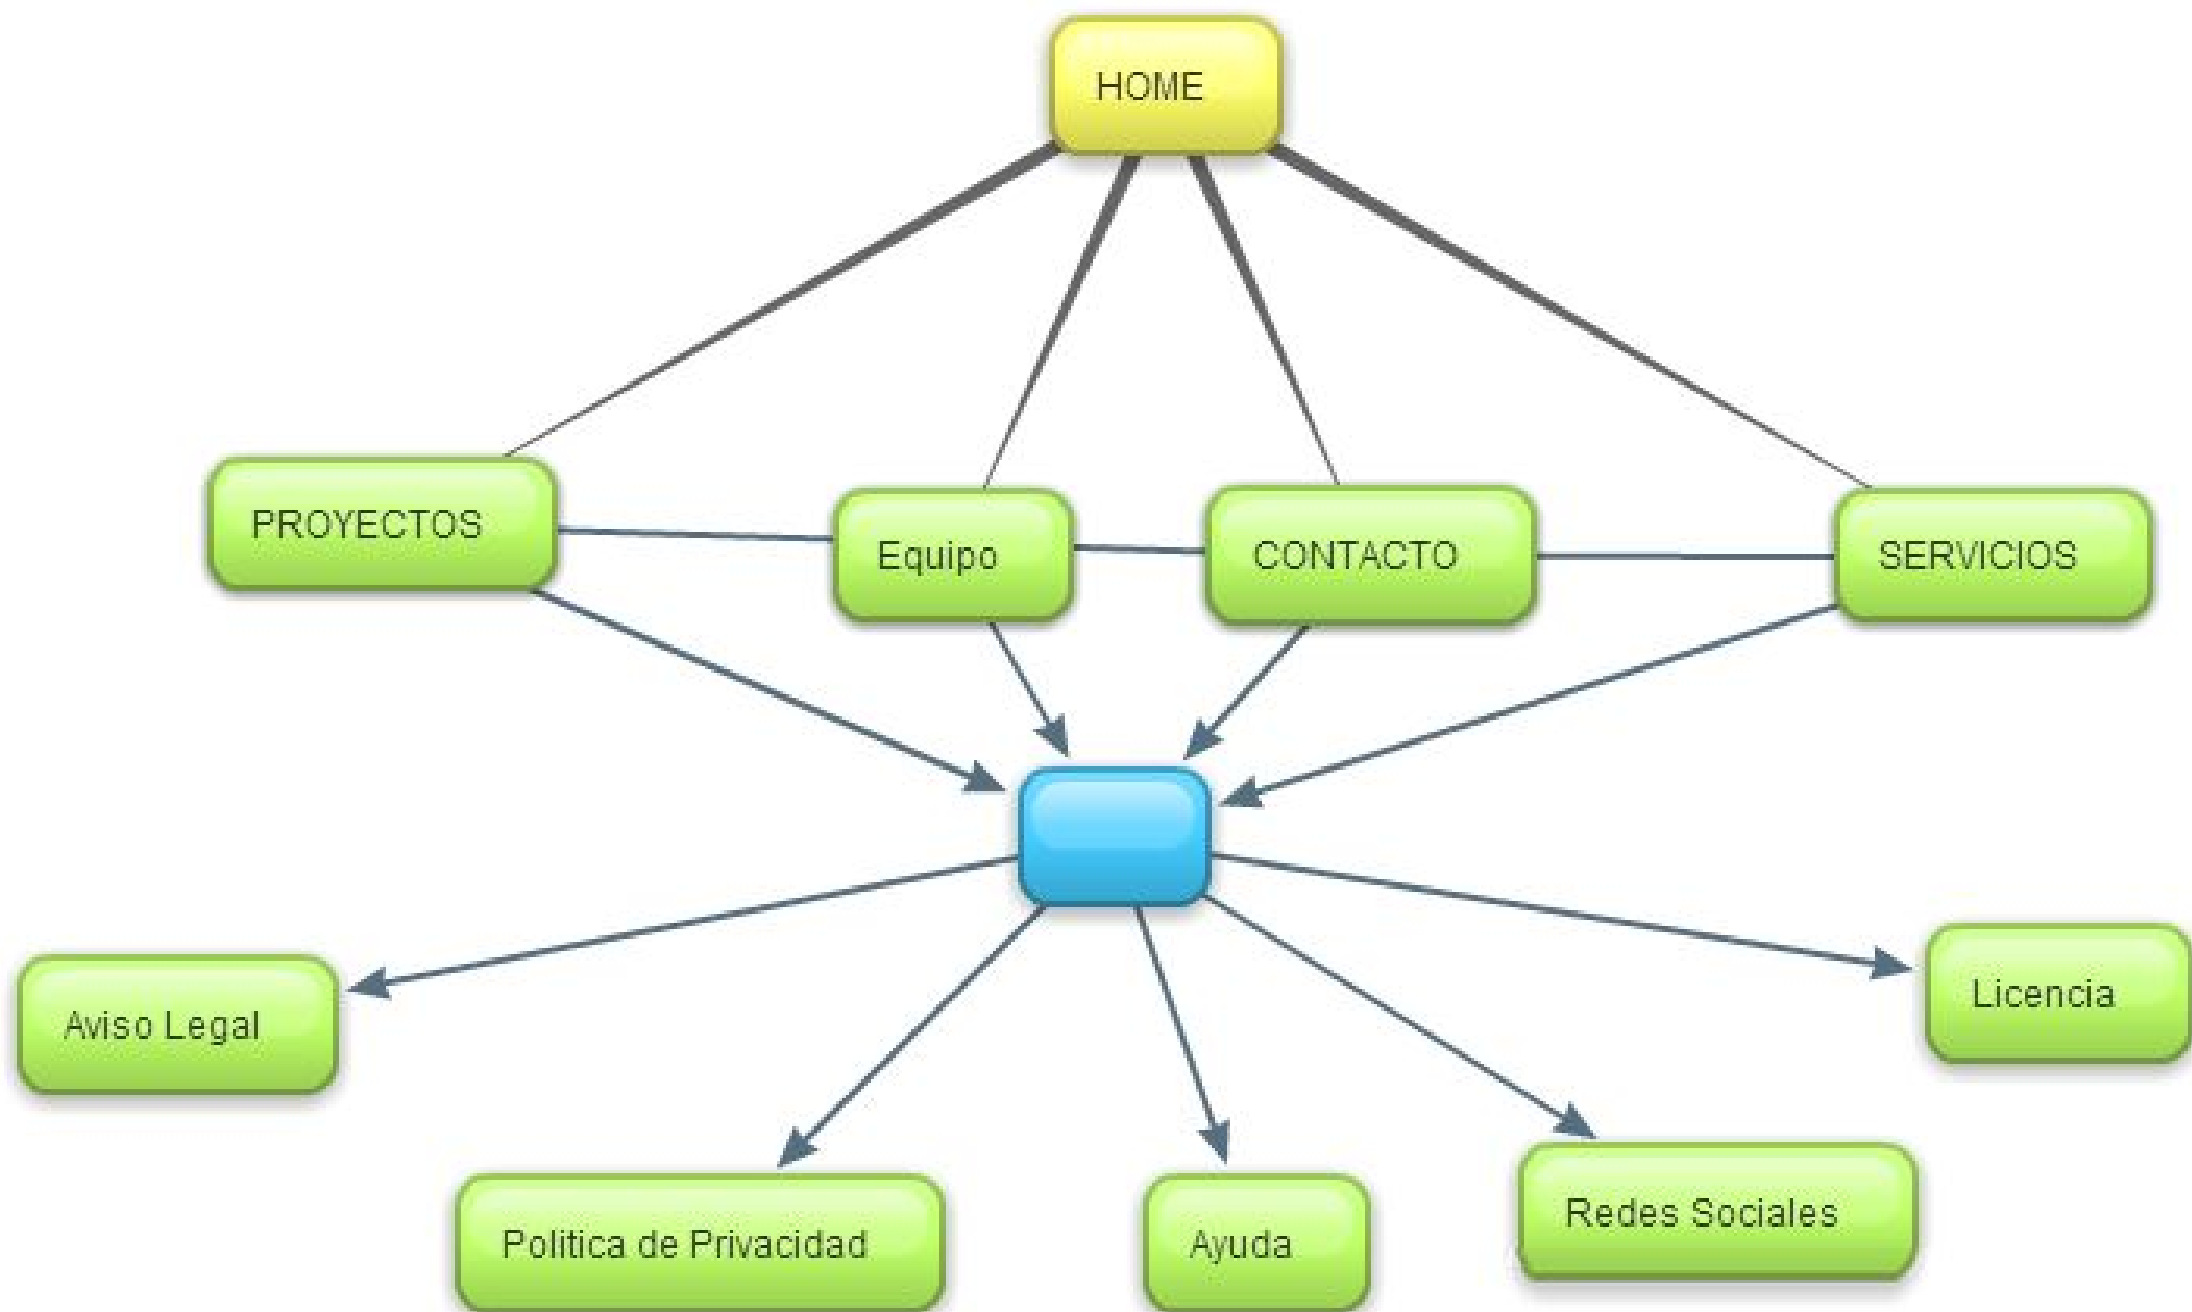 HOME
PROYECTOS
Equipo
CONTACTO
SERVICIOS
Aviso Legal
Licencia
Politica de Privacidad
Ayuda
Redes Sociales